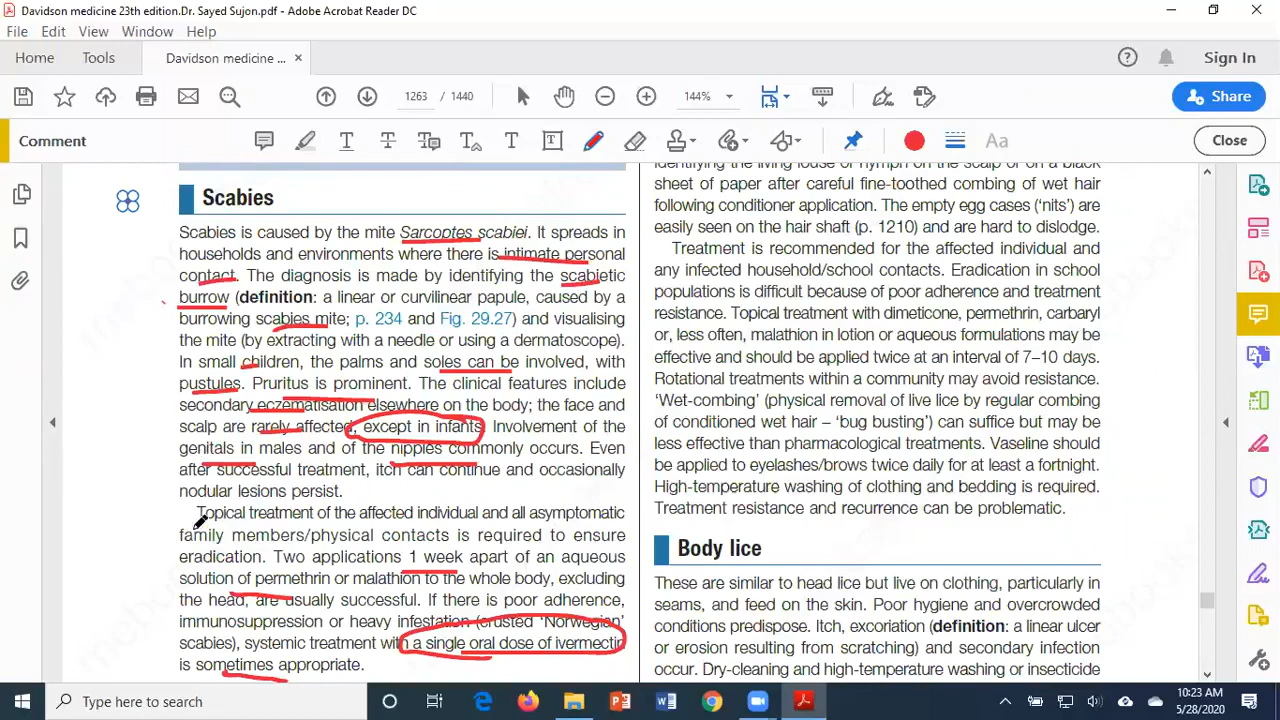 Davidson medicine 23th edition.Dr. Sayed Sujon.pdf - Adobe Acrobat Reader DC
File Edit View Window Help
Home Tools Davidson medicine ... × Sign In
1263 / 1440 144% Share
Comment Close
Scabies
Scabies is caused by the mite Sarcoptes scabiei. It spreads in
households and environments where there is intimate personal
contact. The diagnosis is made by identifying the scabietic
burrow (definition: a linear or curvilinear papule, caused by a
burrowing scabies mite; p. 234 and Fig. 29.27) and visualising
the mite (by extracting with a needle or using a dermatoscope).
In small children, the palms and soles can be involved, with
pustules. Pruritus is prominent. The clinical features include
secondary eczematisation elsewhere on the body; the face and
scalp are rarely affected, except in infants. Involvement of the
genitals in males and of the nipples commonly occurs. Even
after successful treatment, itch can continue and occasionally
nodular lesions persist.
Topical treatment of the affected individual and all asymptomatic
family members/physical contacts is required to ensure
eradication. Two applications 1 week apart of an aqueous
solution of permethrin or malathion to the whole body, excluding
the head, are usually successful. If there is poor adherence,
immunosuppression or heavy infestation (crusted ‘Norwegian’
scabies), systemic treatment with a single oral dose of ivermectin
is sometimes appropriate.
identifying the living louse or nymph on the scalp or on a black
sheet of paper after careful fine-toothed combing of wet hair
following conditioner application. The empty egg cases (‘nits’) are
easily seen on the hair shaft (p. 1210) and are hard to dislodge.
Treatment is recommended for the affected individual and
any infected household/school contacts. Eradication in school
populations is difficult because of poor adherence and treatment
resistance. Topical treatment with dimeticone, permethrin, carbaryl
or, less often, malathion in lotion or aqueous formulations may be
effective and should be applied twice at an interval of 7–10 days.
Rotational treatments within a community may avoid resistance.
‘Wet-combing’ (physical removal of live lice by regular combing
of conditioned wet hair – ‘bug busting’) can suffice but may be
less effective than pharmacological treatments. Vaseline should
be applied to eyelashes/brows twice daily for at least a fortnight.
High-temperature washing of clothing and bedding is required.
Treatment resistance and recurrence can be problematic.
Body lice
These are similar to head lice but live on clothing, particularly in
seams, and feed on the skin. Poor hygiene and overcrowded
conditions predispose. Itch, excoriation (definition: a linear ulcer
or erosion resulting from scratching) and secondary infection
occur. Dry-cleaning and high-temperature washing or insecticide
Type here to search
10:23 AM
5/28/2020